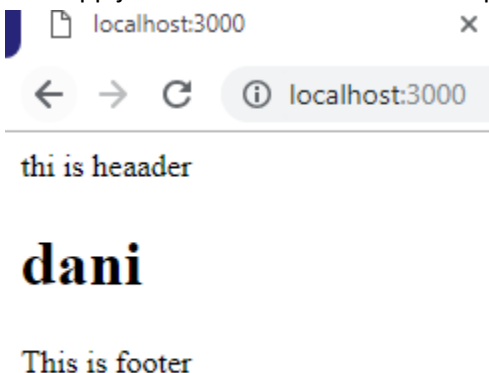 localhost:3000
localhost:3000
thi is heaader
dani
This is footer